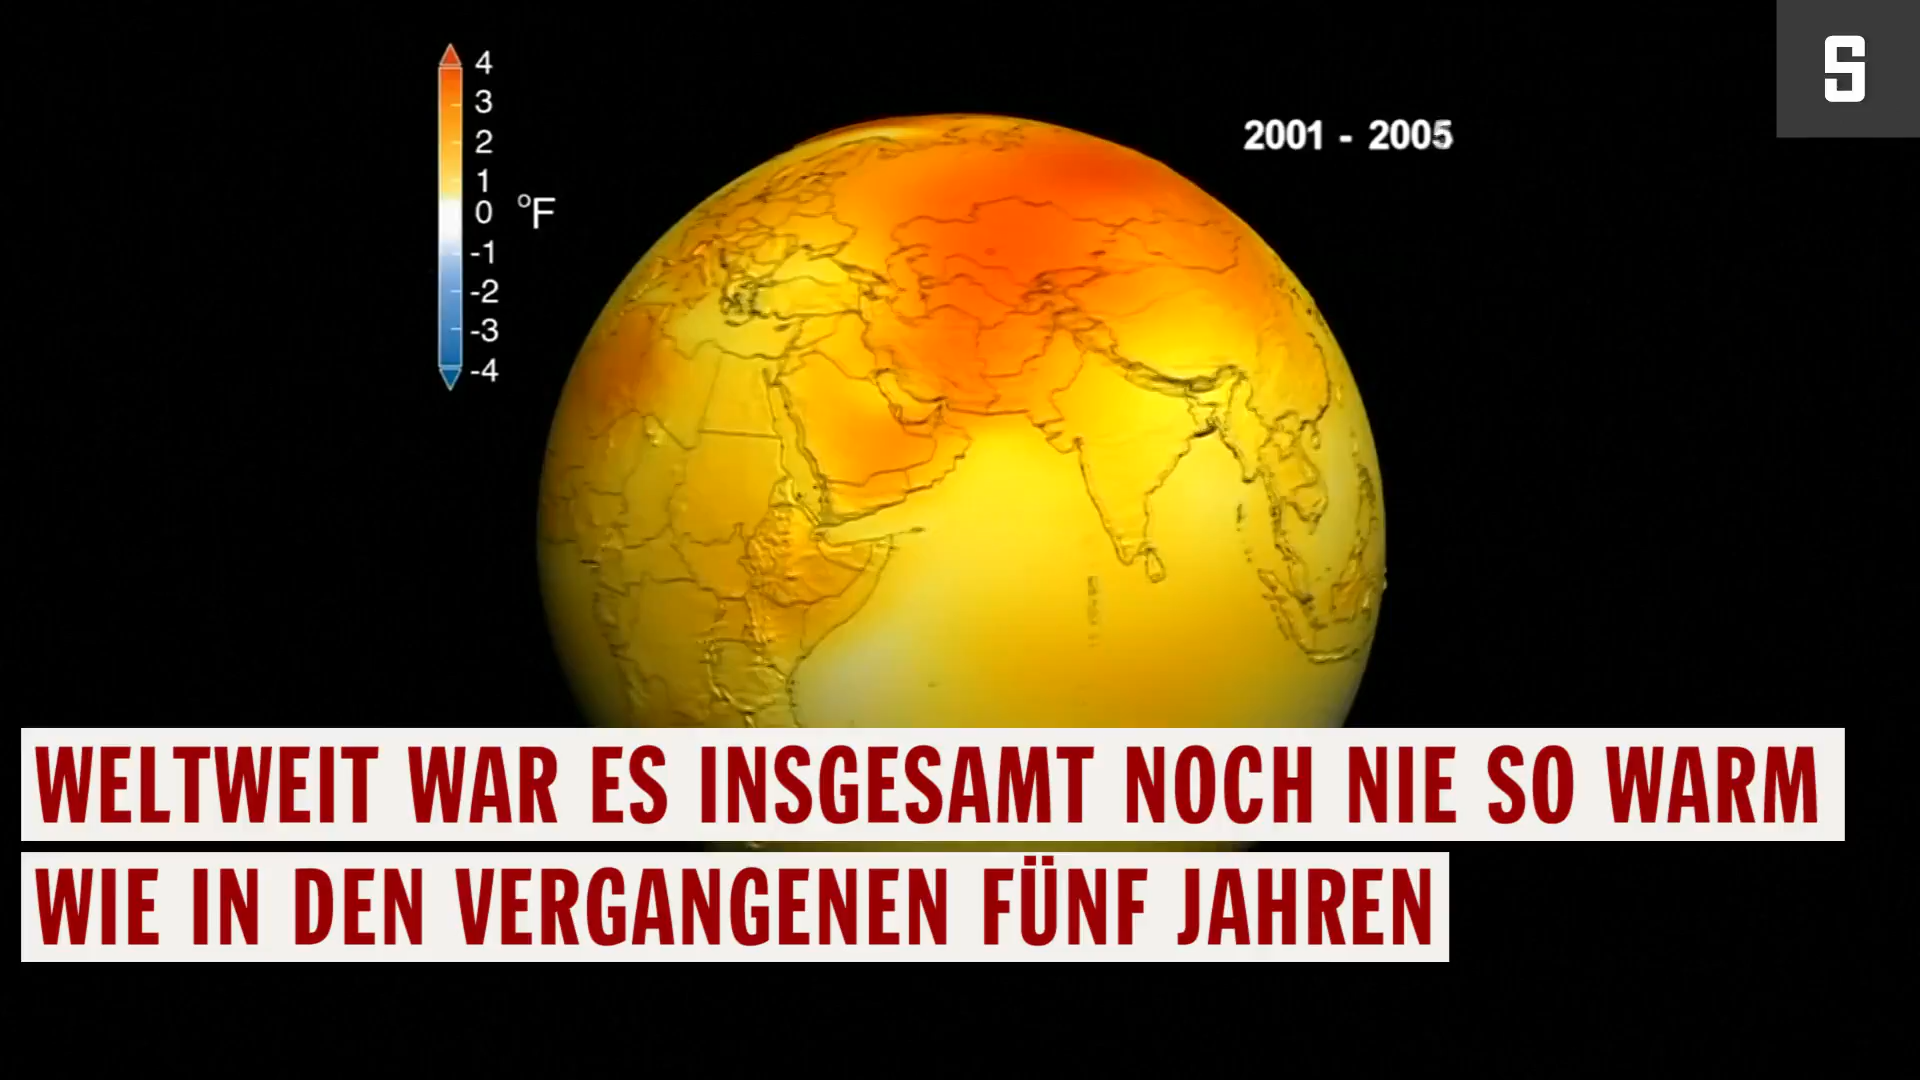 S
2001 - 2005
4
3
2
1
0
°F
-1
-2
-3
-4
WELTWEIT WAR ES INSGESAMT NOCH NIE SO WARM
WIE IN DEN VERGANGENEN FÜNF JAHREN